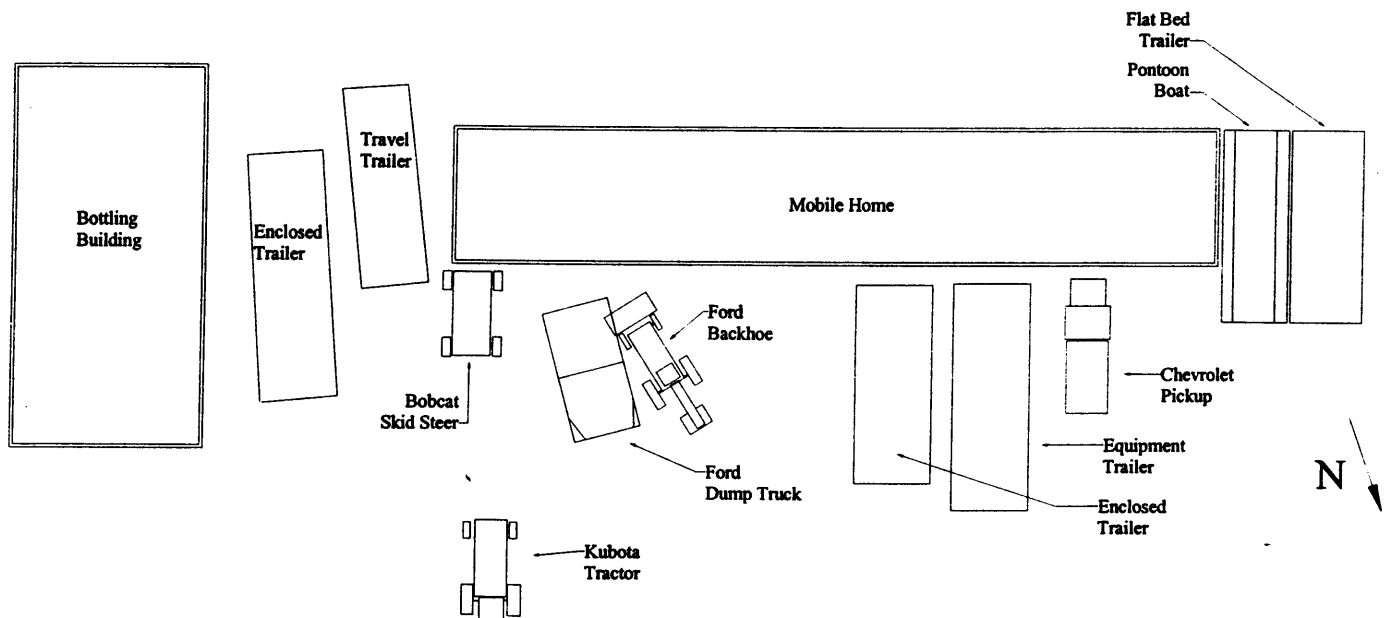 Flat Bed
Trailer
Pontoon
Boat
Travel
Trailer
Mobile Home
Bottling
Building
Enclosed
Trailer
Ford
Backhoe
Chevrolet
Pickup
Bobcat
Skid Steer
Equipment
Trailer
Ford
Dump Truck
N
Enclosed
Trailer
Kubota
Tractor